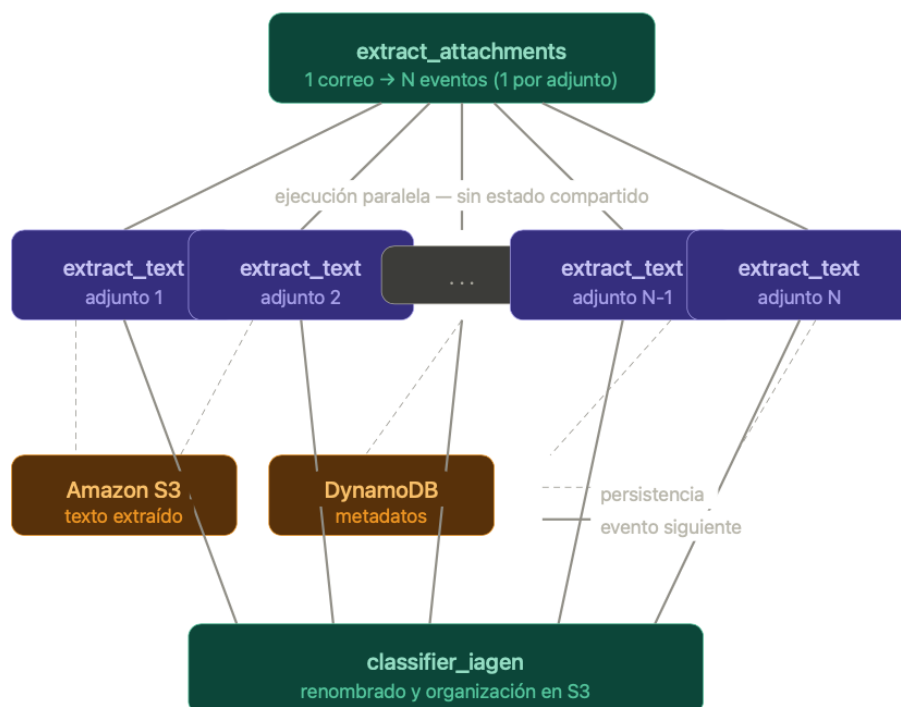 extract_attachments
1 correo → N eventos (1 por adjunto)
ejecución paralela — sin estado compartido
extract_text
adjunto 1
extract_text
adjunto 2
...
extract_text
adjunto N-1
extract_text
adjunto N
Amazon S3
texto extraído
DynamoDB
metadatos
persistencia
evento siguiente
classifier_iagen
renombrado y organización en S3